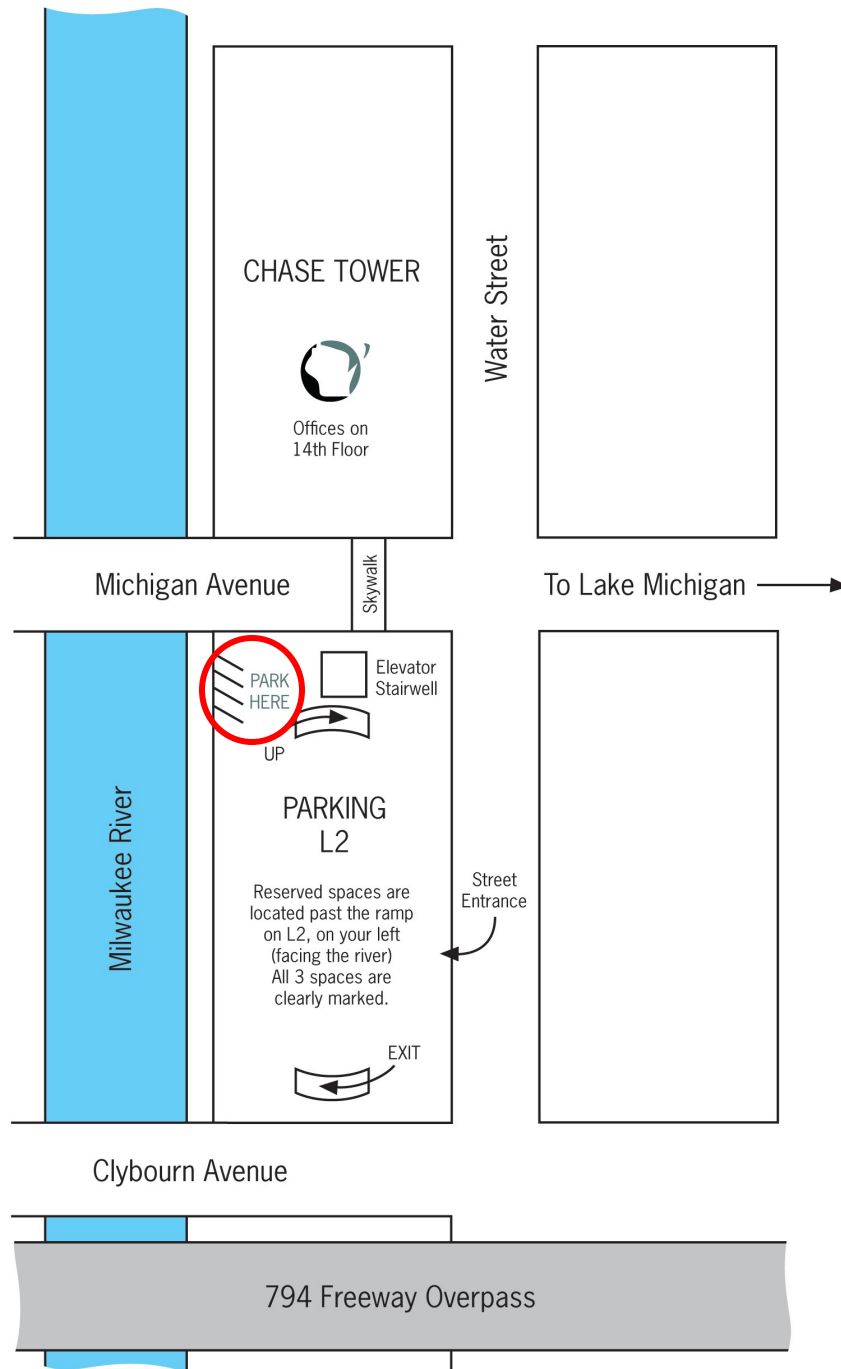 CHASE TOWER
Offices on
14th Floor
Water Street
Michigan Avenue
Skywalk
To Lake Michigan
PARK
HERE
Elevator
Stairwell
UP
PARKING
L2
Milwaukee River
Reserved spaces are
located past the ramp
on L2, on your left
(facing the river)
All 3 spaces are
clearly marked.
Street
Entrance
EXIT
Clybourn Avenue
794 Freeway Overpass